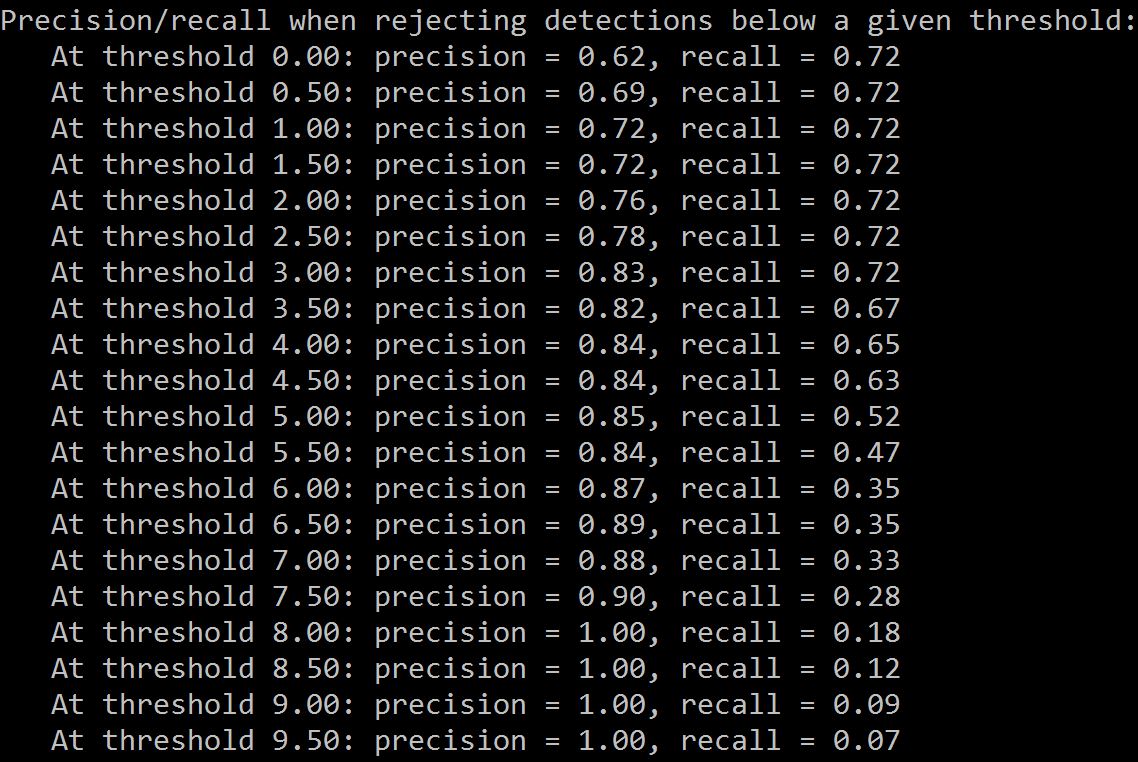 Precision/recall when rejecting detections below a given threshold:
At threshold 0.00: precision = 0.62, recall = 0.72
At threshold 0.50: precision = 0.69, recall = 0.72
At threshold 1.00: precision = 0.72, recall = 0.72
At threshold 1.50: precision = 0.72, recall = 0.72
At threshold 2.00: precision = 0.76, recall = 0.72
At threshold 2.50: precision = 0.78, recall = 0.72
At threshold 3.00: precision = 0.83, recall = 0.72
At threshold 3.50: precision = 0.82, recall = 0.67
At threshold 4.00: precision = 0.84, recall = 0.65
At threshold 4.50: precision = 0.84, recall = 0.63
At threshold 5.00: precision = 0.85, recall = 0.52
At threshold 5.50: precision = 0.84, recall = 0.47
At threshold 6.00: precision = 0.87, recall = 0.35
At threshold 6.50: precision = 0.89, recall = 0.35
At threshold 7.00: precision = 0.88, recall = 0.33
At threshold 7.50: precision = 0.90, recall = 0.28
At threshold 8.00: precision = 1.00, recall = 0.18
At threshold 8.50: precision = 1.00, recall = 0.12
At threshold 9.00: precision = 1.00, recall = 0.09
At threshold 9.50: precision = 1.00, recall = 0.07